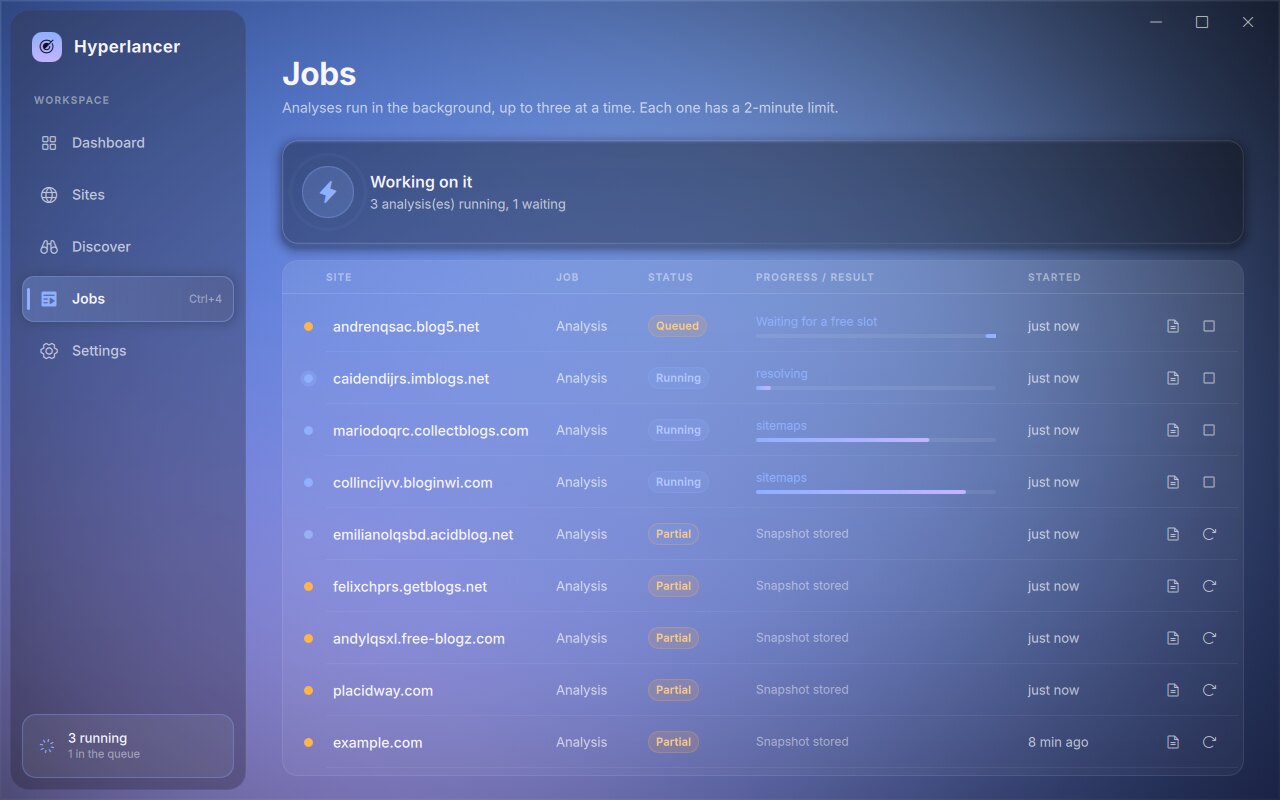 Hyperlancer
WORKSPACE
Dashboard
Sites
Discover
Jobs Ctrl+4
Settings
3 running
1 in the queue
Jobs
Analyses run in the background, up to three at a time. Each one has a 2-minute limit.
Working on it
3 analysis(es) running, 1 waiting
SITE JOB STATUS PROGRESS / RESULT STARTED
andrenqsac.blog5.net Analysis Queued Waiting for a free slot just now
caidendijrs.imblogs.net Analysis Running resolving just now
mariodoqrc.collectblogs.com Analysis Running sitemaps just now
collincijvv.bloginwi.com Analysis Running sitemaps just now
emilianolqsbd.acidblog.net Analysis Partial Snapshot stored just now
felixchprs.getblogs.net Analysis Partial Snapshot stored just now
andylqsxl.free-blogz.com Analysis Partial Snapshot stored just now
placidway.com Analysis Partial Snapshot stored just now
example.com Analysis Partial Snapshot stored 8 min ago